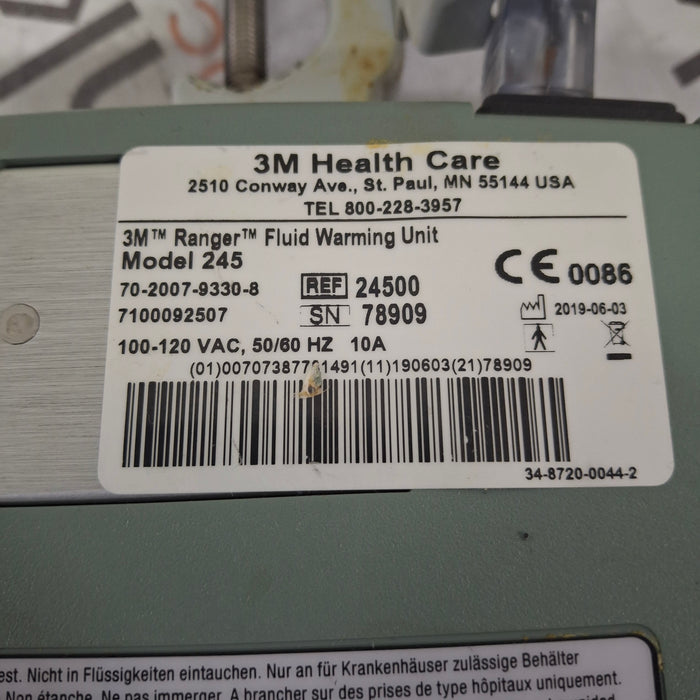 3M Health Care
2510 Conway Ave., St. Paul, MN 55144 USA
TEL 800-228-3957
3M™ Ranger™ Fluid Warming Unit
Model 245
70-2007-9330-8
REF 24500
CE 0086
7100092507
SN 78909
2019-06-03
100-120 VAC, 50/60 HZ 10A
34-8720-0044-2
est. Nicht in Flüssigkeiten eintauchen. Nur an für Krankenhäuser zulässige Behälter
Non étanche. Ne pas immerger. A brancher sur des prises de type hôpitaux uniquement.